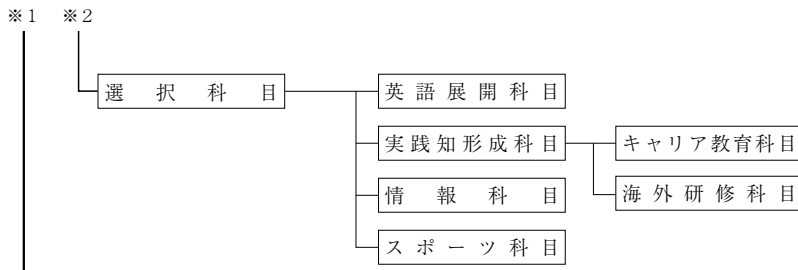 ※1 ※2
選択科目 英語展開科目
実践知形成科目 キャリア教育科目
海外研修科目
情報科目
スポーツ科目